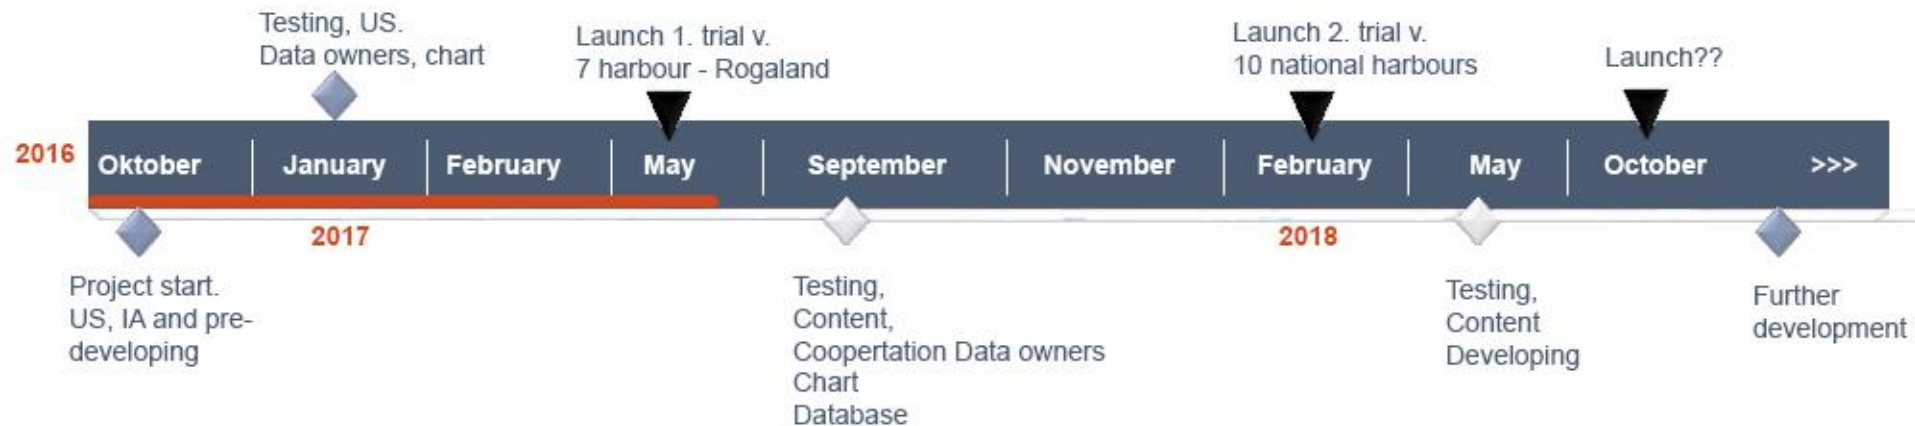 Testing, US.
Data owners, chart
Launch 1. trial v.
7 harbour - Rogaland
Launch 2. trial v.
10 national harbours
Launch??
2016
Oktober
January
February
May
September
November
February
May
October
>>>
2017
2018
Project start.
US, IA and pre-
developing
Testing,
Content,
Coopertation Data owners
Chart
Database
Testing,
Content
Developing
Further
development